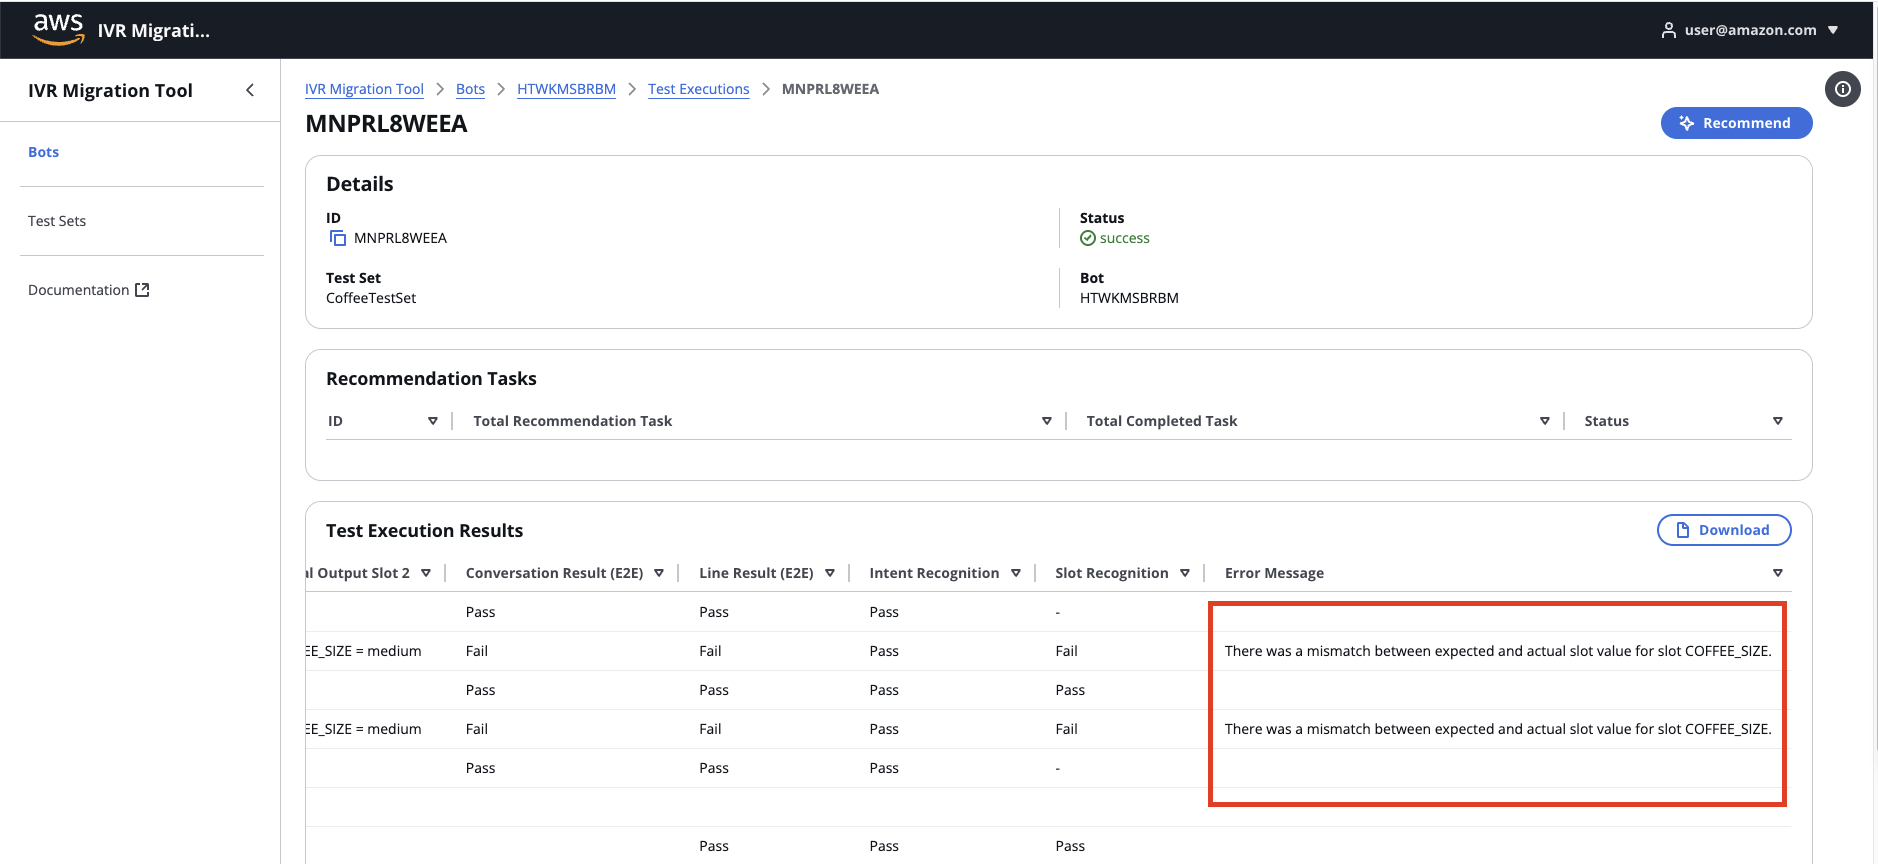 aws IVR Migrati... user@amazon.com
IVR Migration Tool
Bots
Test Sets
Documentation
IVR Migration Tool > Bots > HTWKMSBRBM > Test Executions > MNPRL8WEEA
MNPRL8WEEA
Recommend
Details
ID
MNPRL8WEEA
Status
success
Test Set
CoffeeTestSet
Bot
HTWKMSBRBM
Recommendation Tasks
ID Total Recommendation Task Total Completed Task Status
Test Execution Results
Download
al Output Slot 2 Conversation Result (E2E) Line Result (E2E) Intent Recognition Slot Recognition Error Message
Pass Pass Pass -
EE_SIZE = medium Fail Fail Pass Fail There was a mismatch between expected and actual slot value for slot COFFEE_SIZE.
Pass Pass Pass Pass
EE_SIZE = medium Fail Fail Pass Fail There was a mismatch between expected and actual slot value for slot COFFEE_SIZE.
Pass Pass Pass -
Pass Pass Pass